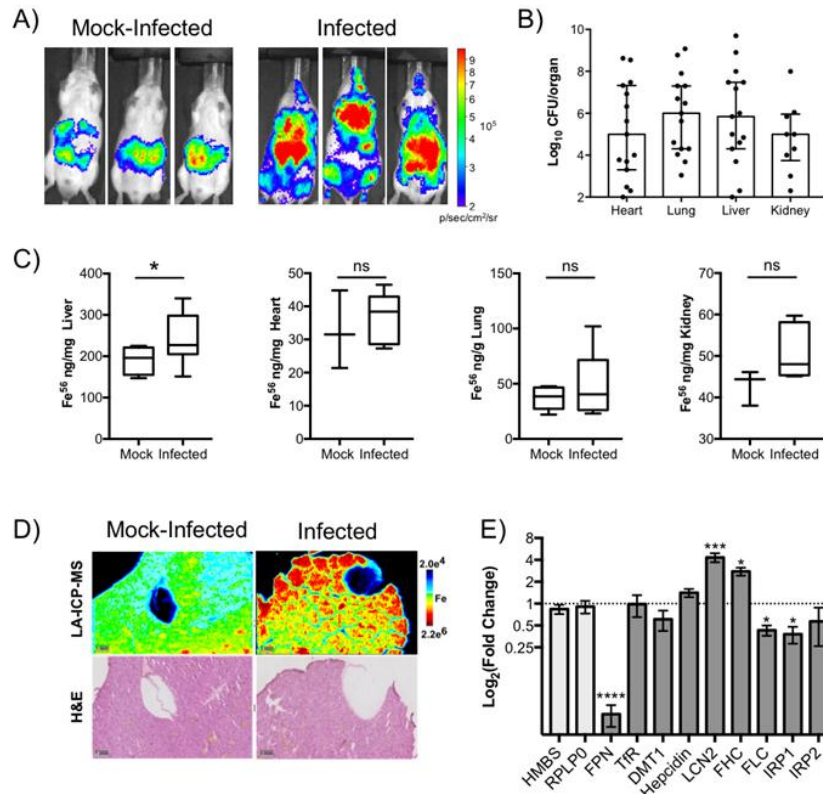 A)
Mock-Infected
Infected
9
8
7
6
5
4
3
2
10⁵
p/sec/cm²/sr
B)
Log₁₀ CFU/organ
10
8
6
4
2
Heart Lung Liver Kidney
C)
Fe⁵⁶ ng/mg Liver
400
300
200
100
0
*
Mock Infected
Fe⁵⁶ ng/mg Heart
50
40
30
20
10
0
ns
Mock Infected
Fe⁵⁶ ng/g Lung
150
100
50
0
ns
Mock Infected
Fe⁵⁶ ng/mg Kidney
70
60
50
40
30
ns
Mock Infected
D)
Mock-Infected
Infected
LA-ICP-MS
2.0e⁴
Fe
2.2e⁶
H&E
E)
Log₂(Fold Change)
8
4
2
1
0.5
0.25
****
***
*
*
*
HMBS
RPLP0
FPN
TfR
DMT1
Hepcidin
LCN2
FHC
FLC
IRP1
IRP2